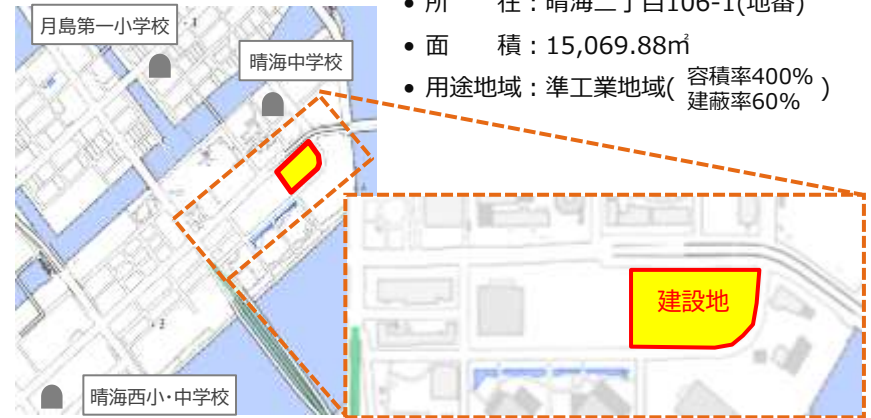 • 所　　在：晴海二丁目106-1(地番)
• 面　　積：15,069.88㎡
• 用途地域：準工業地域( 容積率400% 建蔽率60% )
月島第一小学校
晴海中学校
建設地
晴海西小・中学校